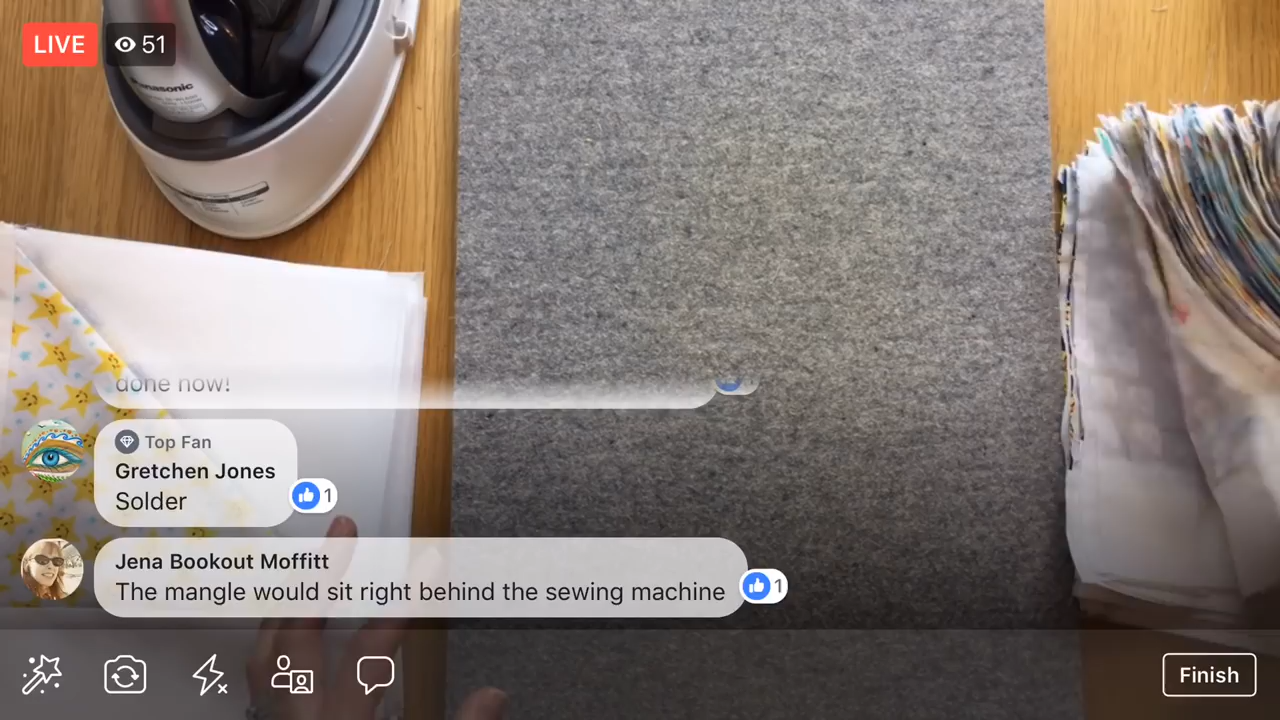 LIVE
51
Panasonic
done now!
Top Fan
Gretchen Jones
Solder
1
Jena Bookout Moffitt
The mangle would sit right behind the sewing machine
1
Finish